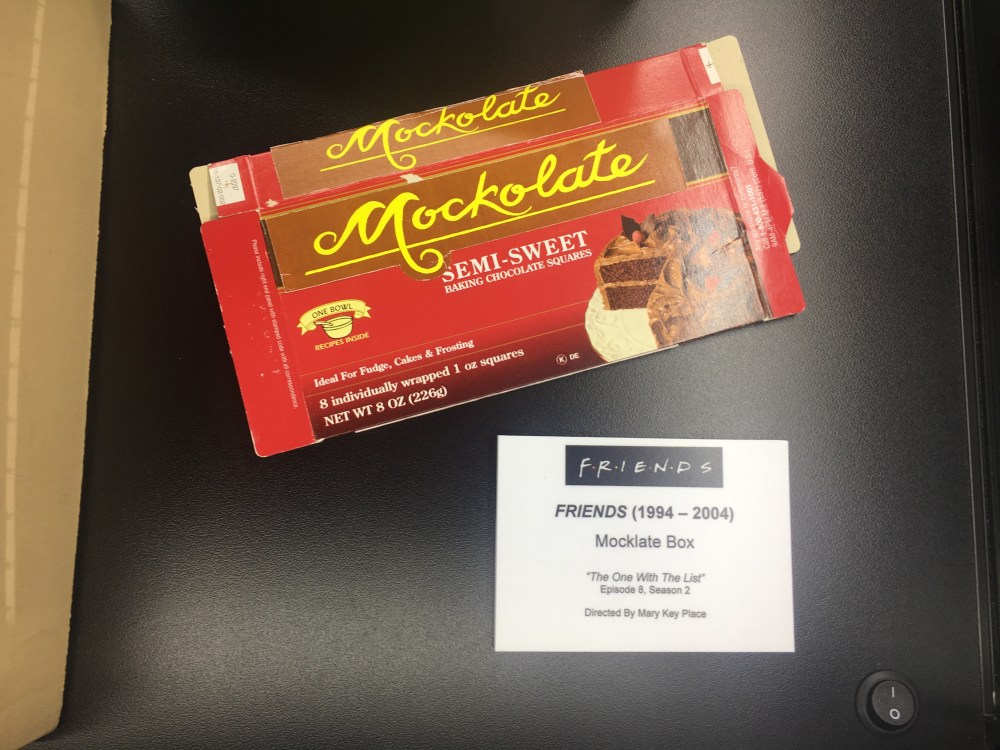 Mockolate
Mockolate
SEMI-SWEET
BAKING CHOCOLATE SQUARES
ONE BOWL
RECIPES INSIDE
Ideal For Fudge, Cakes & Frosting
8 individually wrapped 1 oz squares
NET WT 8 OZ (226g)
K DE
F·R·I·E·N·D·S
FRIENDS (1994 – 2004)
Mocklate Box
"The One With The List"
Episode 8, Season 2
Directed By Mary Key Place